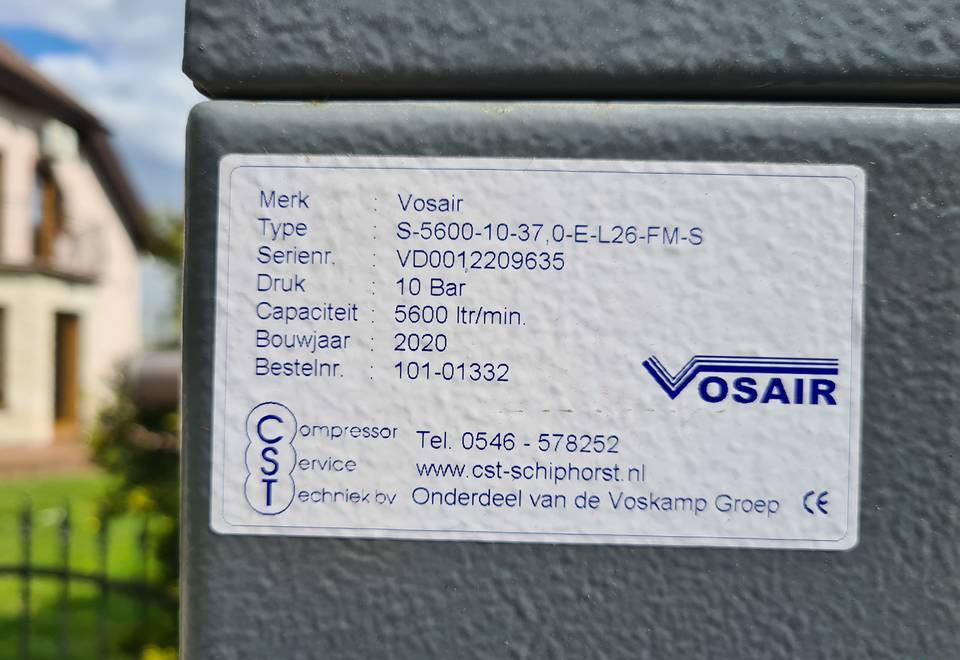 Merk : Vosair
Type : S-5600-10-37,0-E-L26-FM-S
Serienr. : VD0012209635
Druk : 10 Bar
Capaciteit : 5600 ltr/min.
Bouwjaar : 2020
Bestelnr. : 101-01332
VOSAIR
Compressor
Service
Techniek bv
Tel. 0546 - 578252
www.cst-schiphorst.nl
Onderdeel van de Voskamp Groep CE